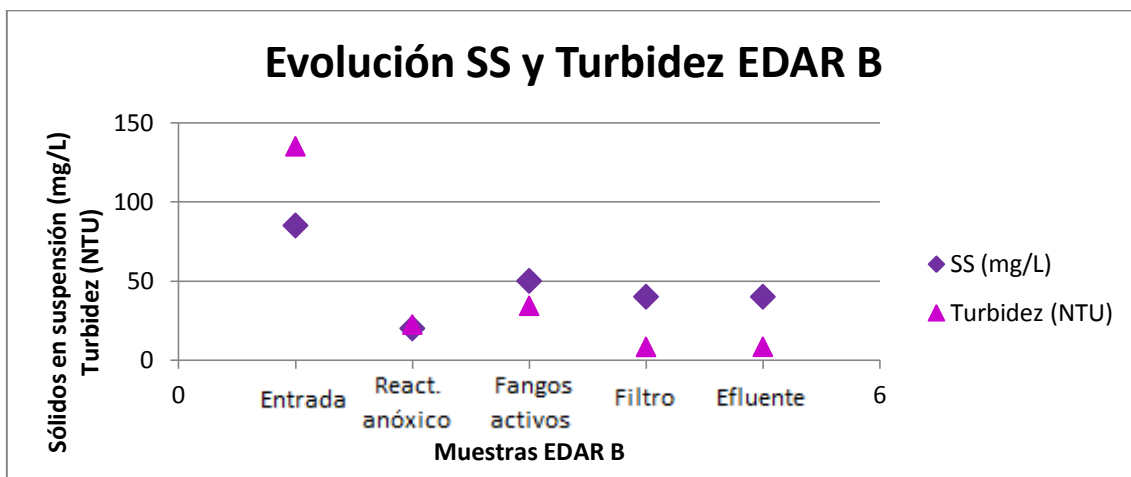 Evolución SS y Turbidez EDAR B
Sólidos en suspensión (mg/L)
Turbidez (NTU)
150
100
50
0
0
Entrada
React.
anóxico
Fangos
activos
Filtro
Efluente
6
Muestras EDAR B
SS (mg/L)
Turbidez (NTU)